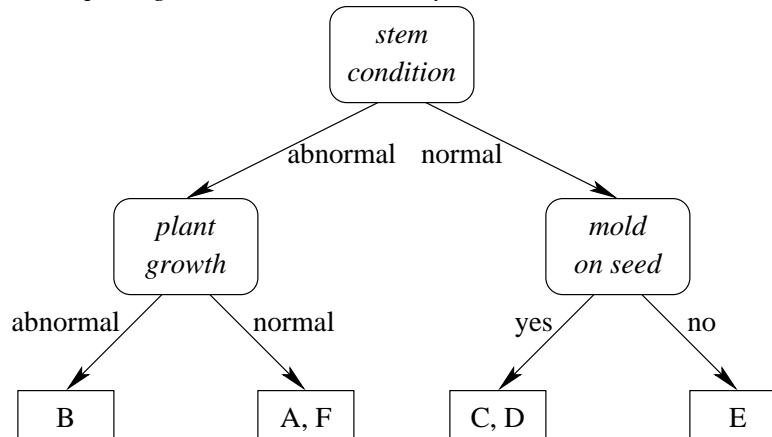 stem
condition
abnormal normal
plant
growth
mold
on seed
abnormal normal yes no
B A, F C, D E